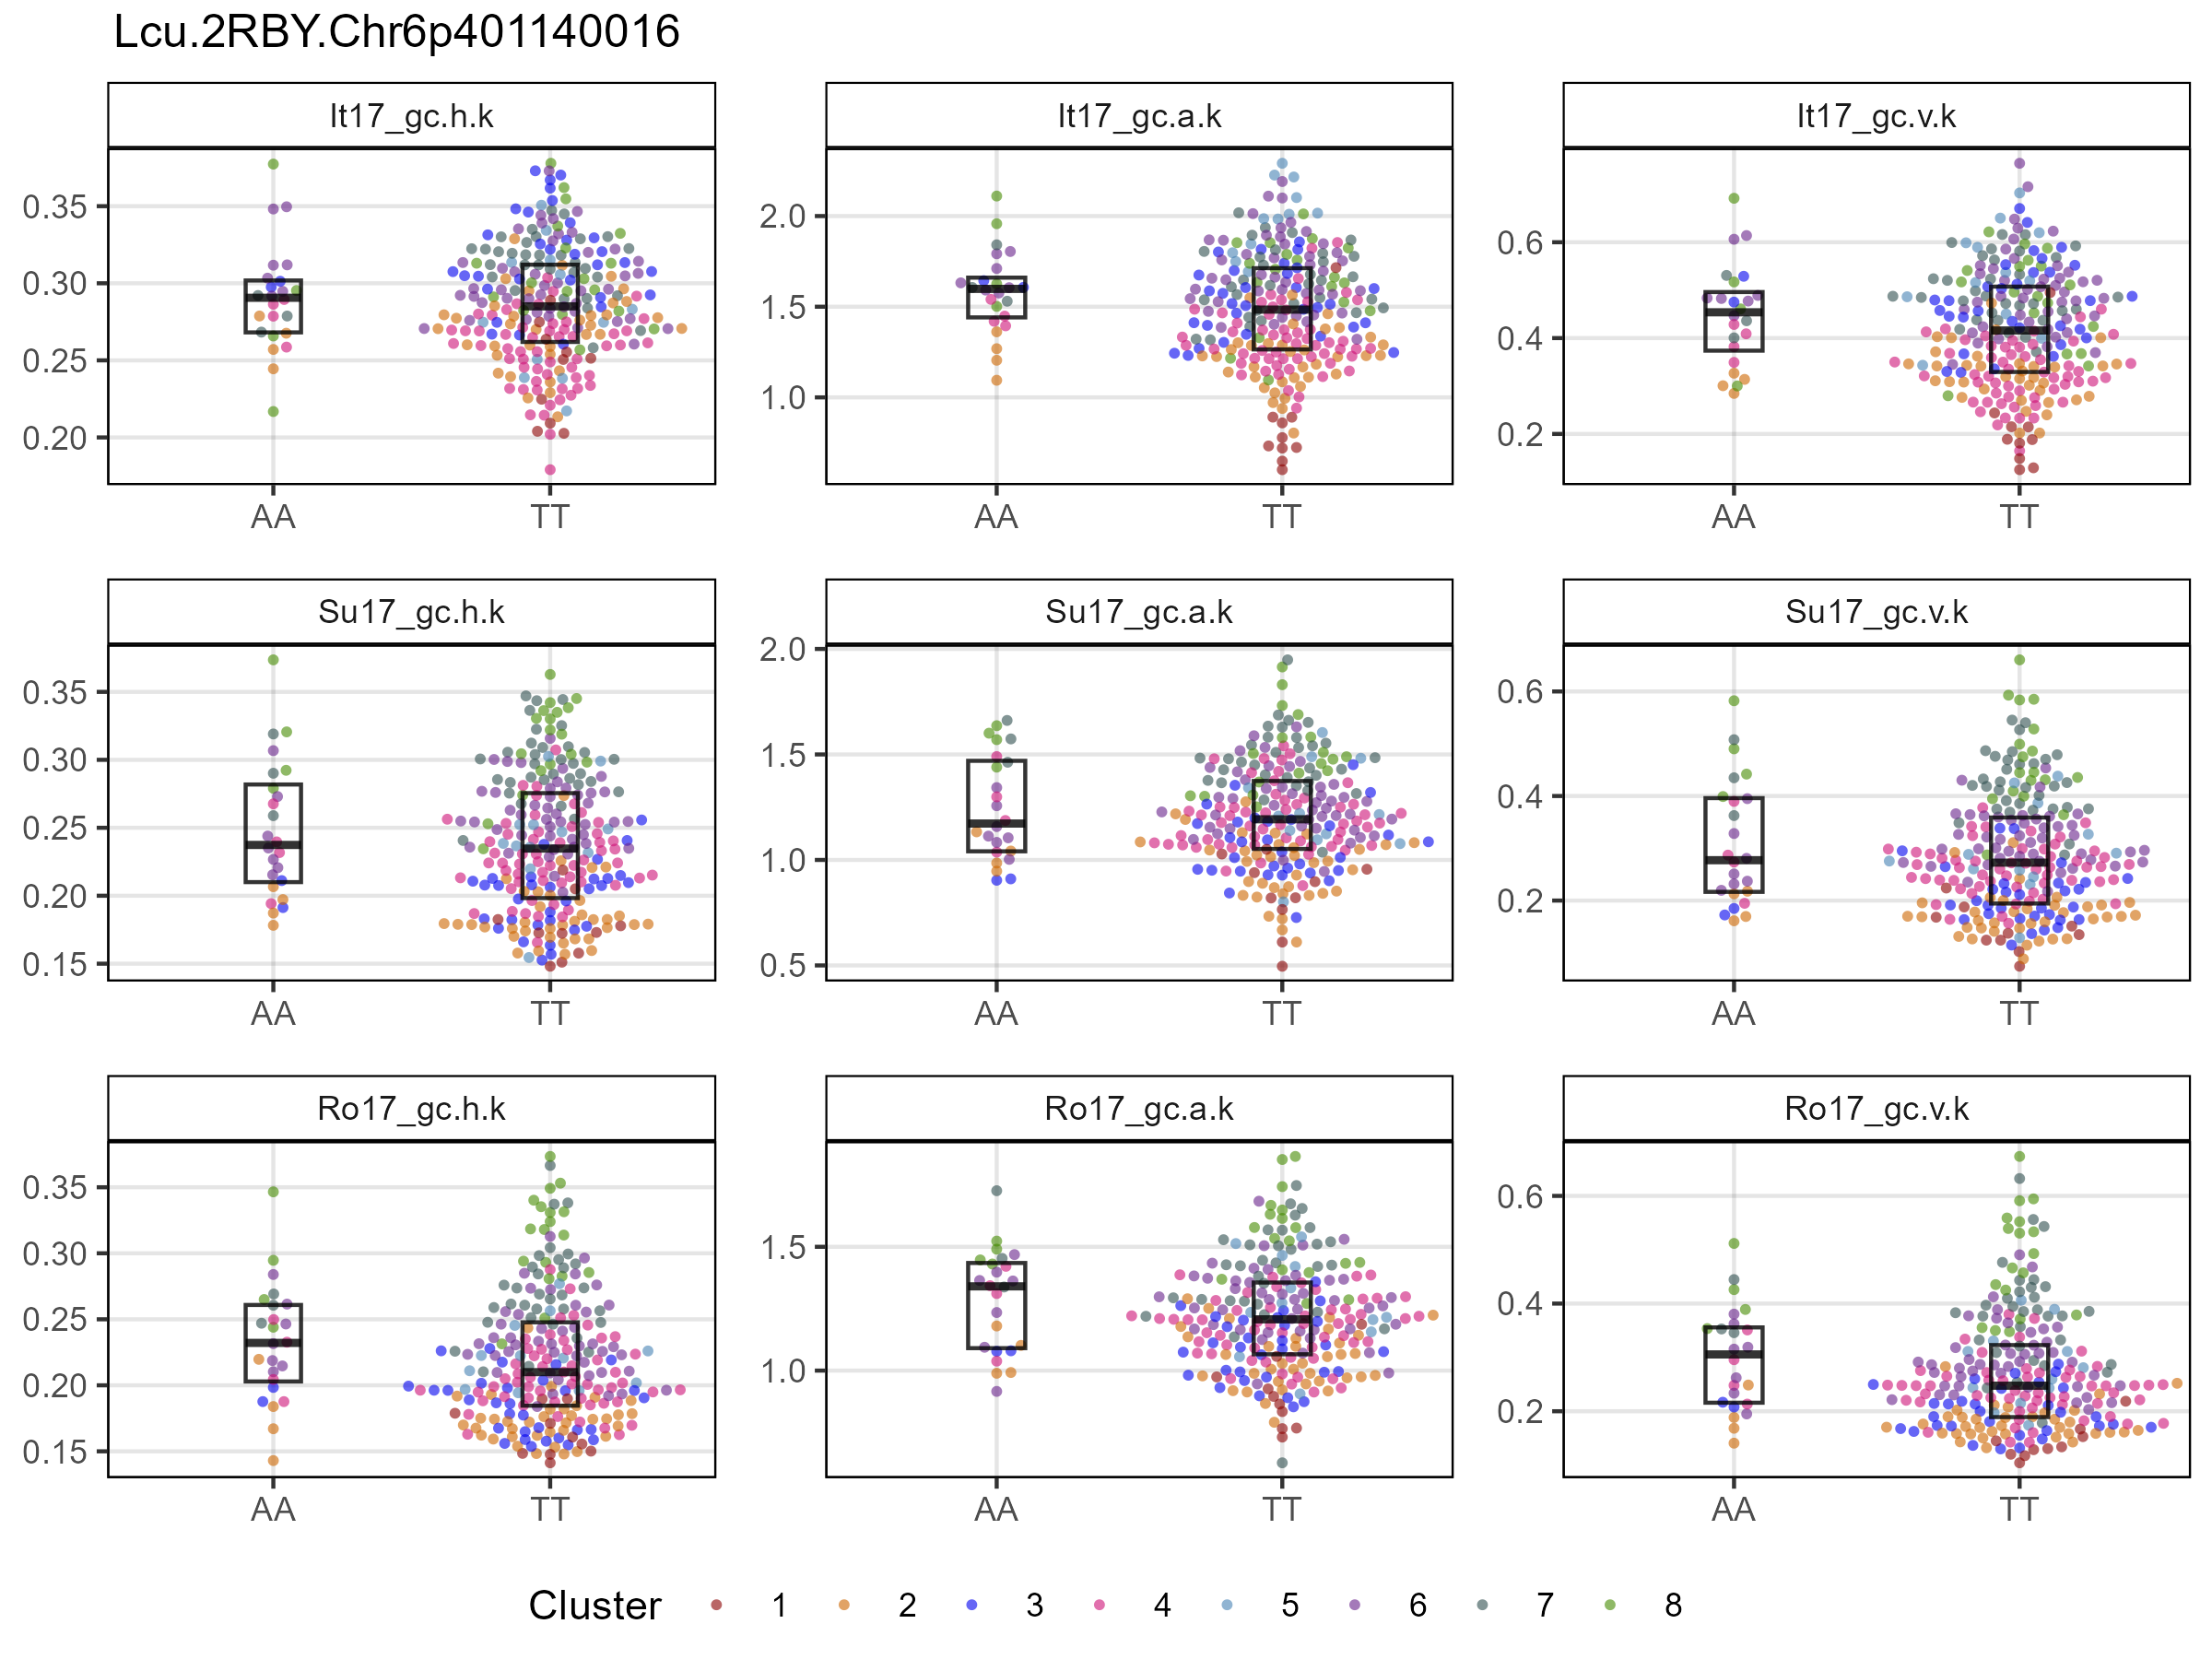 Lcu.2RBY.Chr6p401140016
It17_gc.h.k It17_gc.a.k It17_gc.v.k
0.35 2.0 0.6
0.30 1.5 0.4
0.25 1.0 0.2
0.20
AA TT AA TT AA TT
Su17_gc.h.k Su17_gc.a.k Su17_gc.v.k
0.35 2.0 0.6
0.30 1.5 0.4
0.25 1.0 0.2
0.20 0.5
0.15
AA TT AA TT AA TT
Ro17_gc.h.k Ro17_gc.a.k Ro17_gc.v.k
0.35 1.5 0.6
0.30 1.0 0.4
0.25 0.2
0.20
0.15
AA TT AA TT AA TT
Cluster 1 2 3 4 5 6 7 8